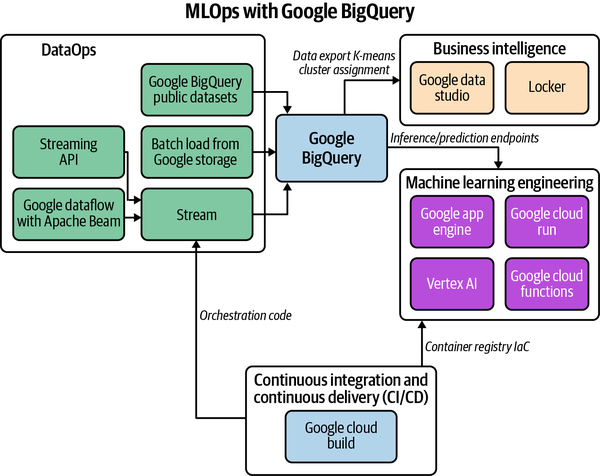 MLOps with Google BigQuery
DataOps
Google BigQuery
public datasets
Streaming
API
Batch load from
Google storage
Google dataflow
with Apache Beam
Stream
Google
BigQuery
Data export K-means
cluster assignment
Business intelligence
Google data
studio
Locker
Inference/prediction endpoints
Machine learning engineering
Google app
engine
Google cloud
run
Vertex AI
Google cloud
functions
Orchestration code
Container registry IaC
Continuous integration and
continuous delivery (CI/CD)
Google cloud
build